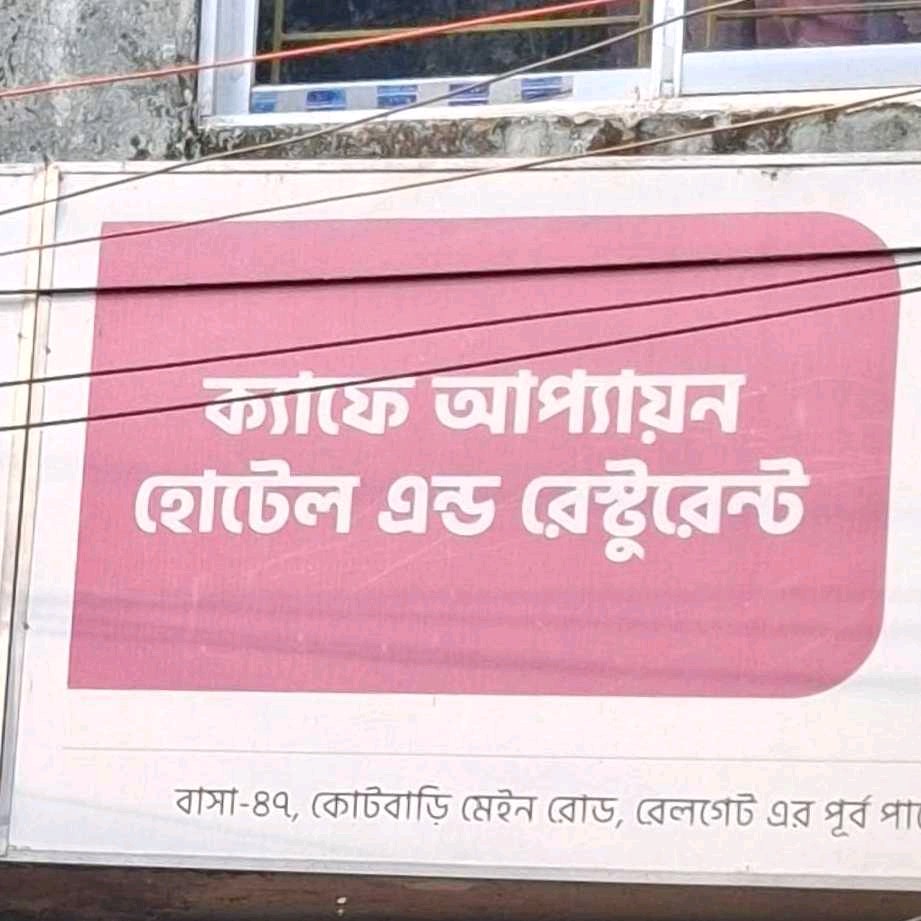 ক্যাফে আপ্যায়ন
হোটেল এন্ড রেস্টুরেন্ট
বাসা-৪৭, কোটবাড়ি মেইন রোড, রেলগেট এর পূর্ব